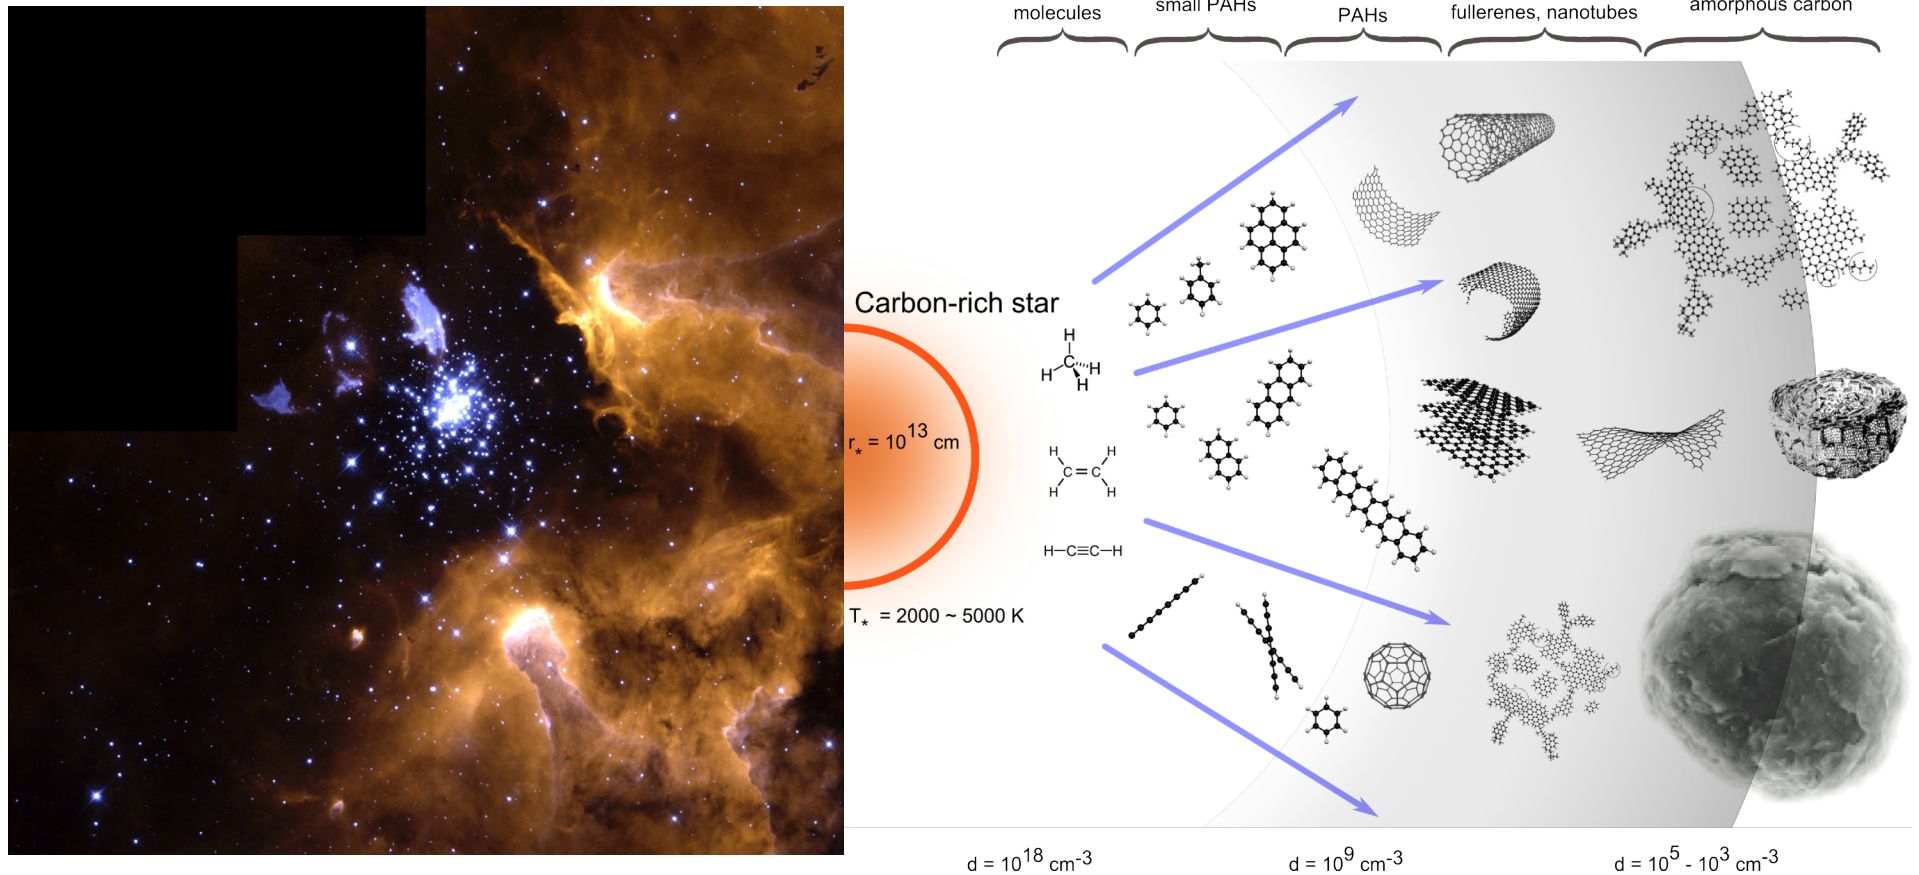 molecules
small PAHs
PAHs
fullerenes, nanotubes
amorphous carbon
Carbon-rich star
r* = 10^13 cm
T* = 2000 ~ 5000 K
H
C
H
H
H
H H
C=C
H H
H–C≡C–H
d = 10^18 cm-3
d = 10^9 cm-3
d = 10^5 - 10^3 cm-3